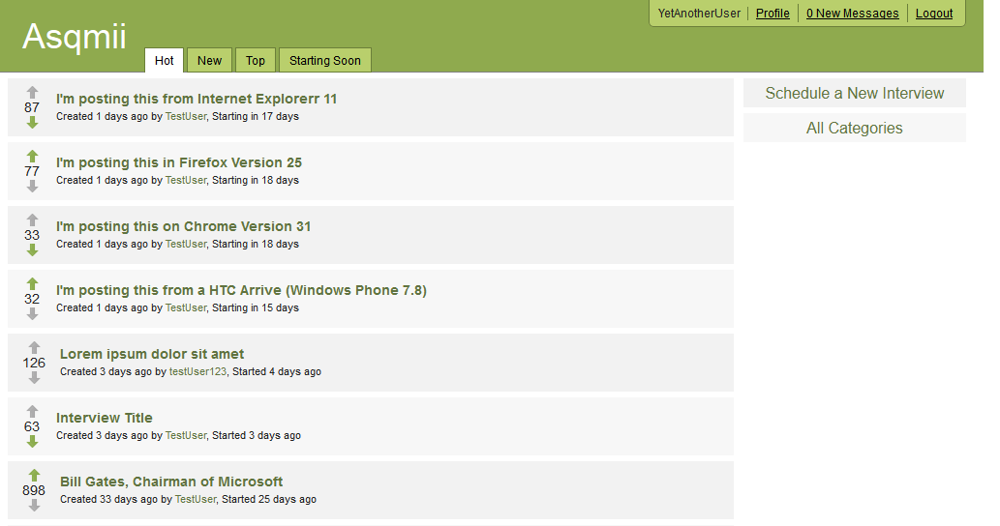 YetAnotherUser Profile 0 New Messages Logout
Asqmii
Hot New Top Starting Soon
87
I'm posting this from Internet Explorerr 11
Created 1 days ago by TestUser, Starting in 17 days
77
I'm posting this in Firefox Version 25
Created 1 days ago by TestUser, Starting in 18 days
33
I'm posting this on Chrome Version 31
Created 1 days ago by TestUser, Starting in 18 days
32
I'm posting this from a HTC Arrive (Windows Phone 7.8)
Created 1 days ago by TestUser, Starting in 15 days
126
Lorem ipsum dolor sit amet
Created 3 days ago by testUser123, Started 4 days ago
63
Interview Title
Created 3 days ago by TestUser, Started 3 days ago
898
Bill Gates, Chairman of Microsoft
Created 33 days ago by TestUser, Started 25 days ago
Schedule a New Interview
All Categories